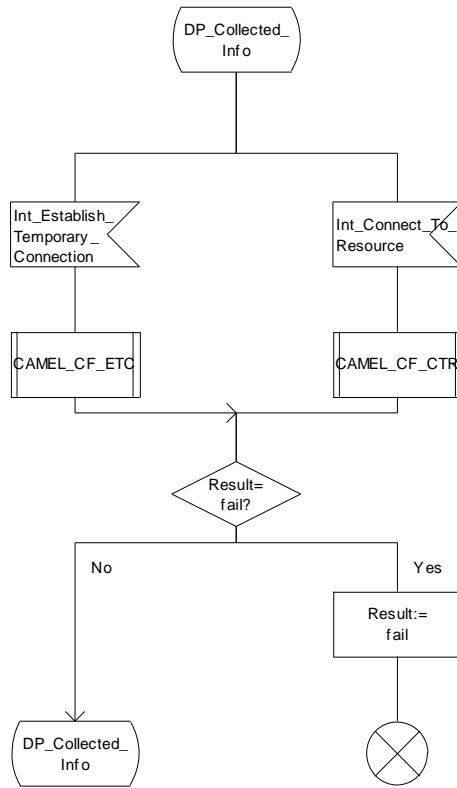 DP_Collected_
Info
Int_Establish_
Temporary_
Connection
Int_Connect_To_
Resource
CAMEL_CF_ETC
CAMEL_CF_CTR
Result=
fail?
No
Yes
Result:=
fail
DP_Collected_
Info